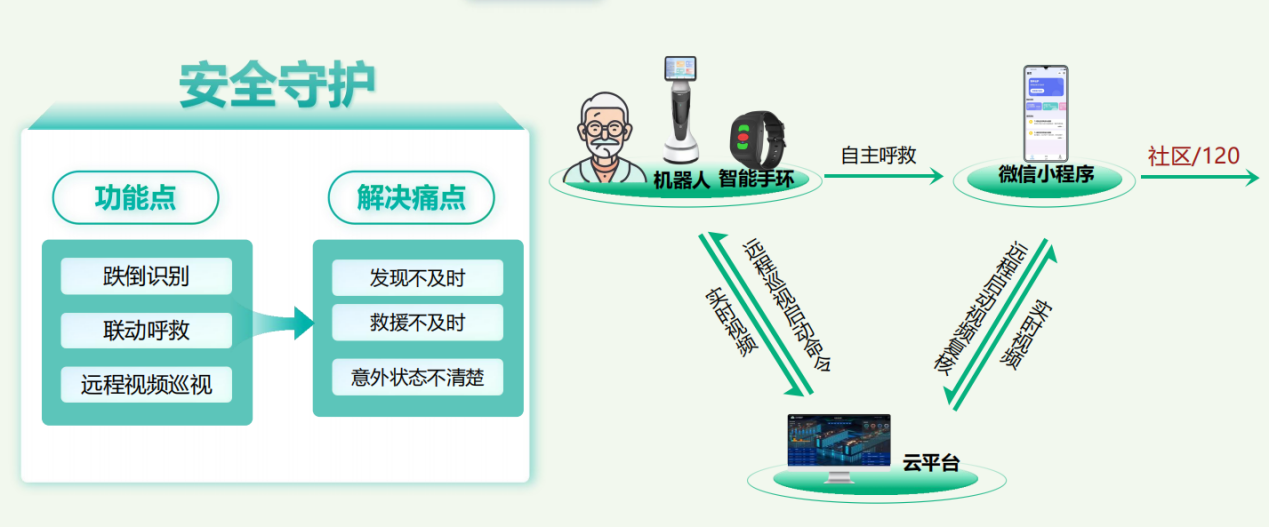 安全守护
功能点
解决痛点
跌倒识别
联动呼救
远程视频巡视
发现不及时
救援不及时
意外状态不清楚
机器人
智能手环
自主呼救
微信小程序
社区/120
实时视频
远程巡视启动命令
远程启动视频复核
实时视频
云平台